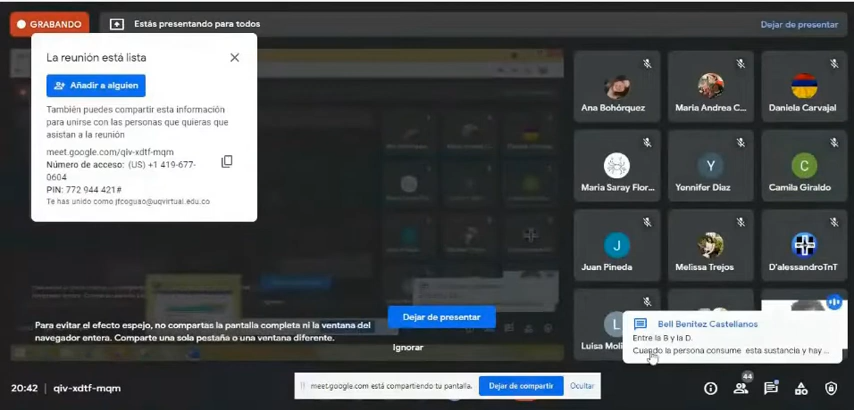 GRABANDO
Estás presentando para todos
Dejar de presentar
La reunión está lista
Añadir a alguien
También puedes compartir esta información
para unirse con las personas que quieras que
asistan a la reunión
meet.google.com/qiv-xdtf-mqm
Número de acceso: (US) +1 419-677-
0604
PIN: 772 944 421#
Te has unido como jfcoguao@uqvirtual.edu.co
Ana Bohórquez
Maria Andrea C...
Daniela Carvajal
Maria Saray Flor...
Y
Yennifer Diaz
C
Camila Giraldo
J
Juan Pineda
Melissa Trejos
D'alessandroTnT
L
Luisa Moli
Bell Benitez Castellanos
Entre la B y la D.
Cuando la persona consume esta sustancia y hay ...
Para evitar el efecto espejo, no compartas la pantalla completa ni la ventana del
navegador entera. Comparte una sola pestaña o una ventana diferente.
Dejar de presentar
Ignorar
20:42 | qiv-xdtf-mqm
meet.google.com está compartiendo tu pantalla.
Dejar de compartir
Ocultar
44